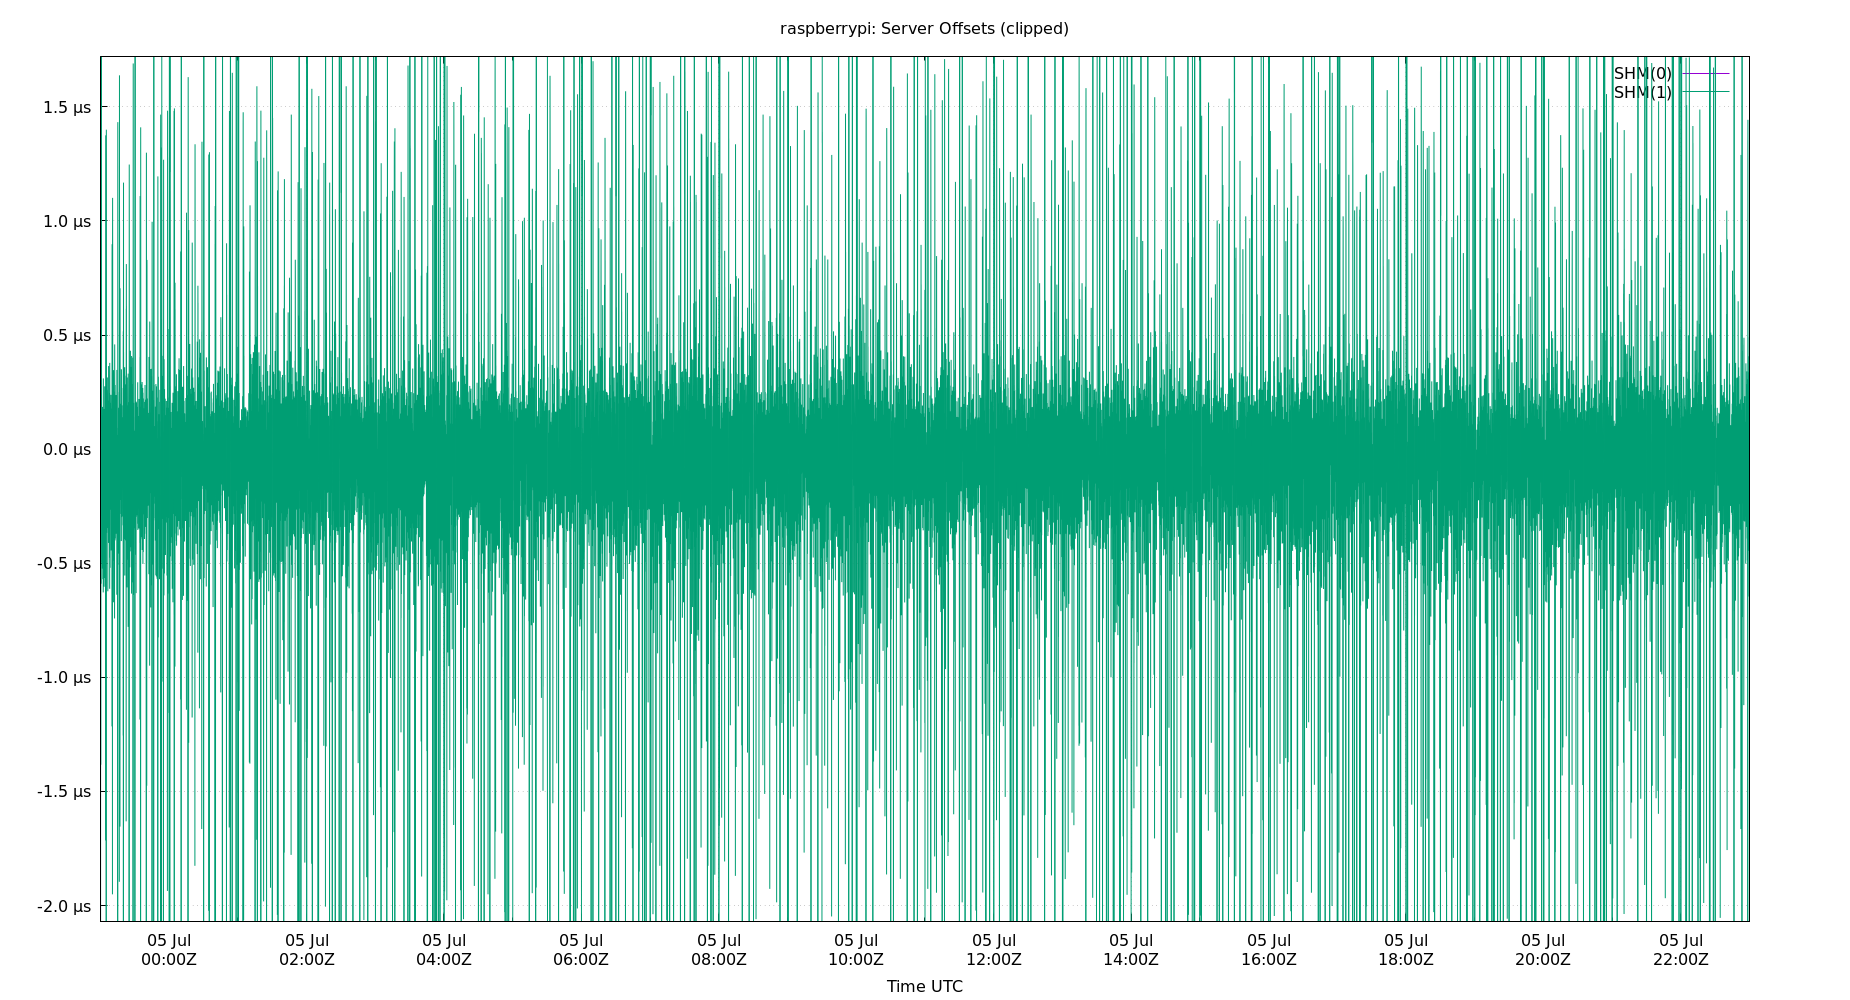 raspberrypi: Server Offsets (clipped)
SHM(0)
SHM(1)
1.5 µs
1.0 µs
0.5 µs
0.0 µs
-0.5 µs
-1.0 µs
-1.5 µs
-2.0 µs
05 Jul 05 Jul 05 Jul 05 Jul 05 Jul 05 Jul 05 Jul 05 Jul 05 Jul 05 Jul 05 Jul 05 Jul
00:00Z 02:00Z 04:00Z 06:00Z 08:00Z 10:00Z 12:00Z 14:00Z 16:00Z 18:00Z 20:00Z 22:00Z
Time UTC